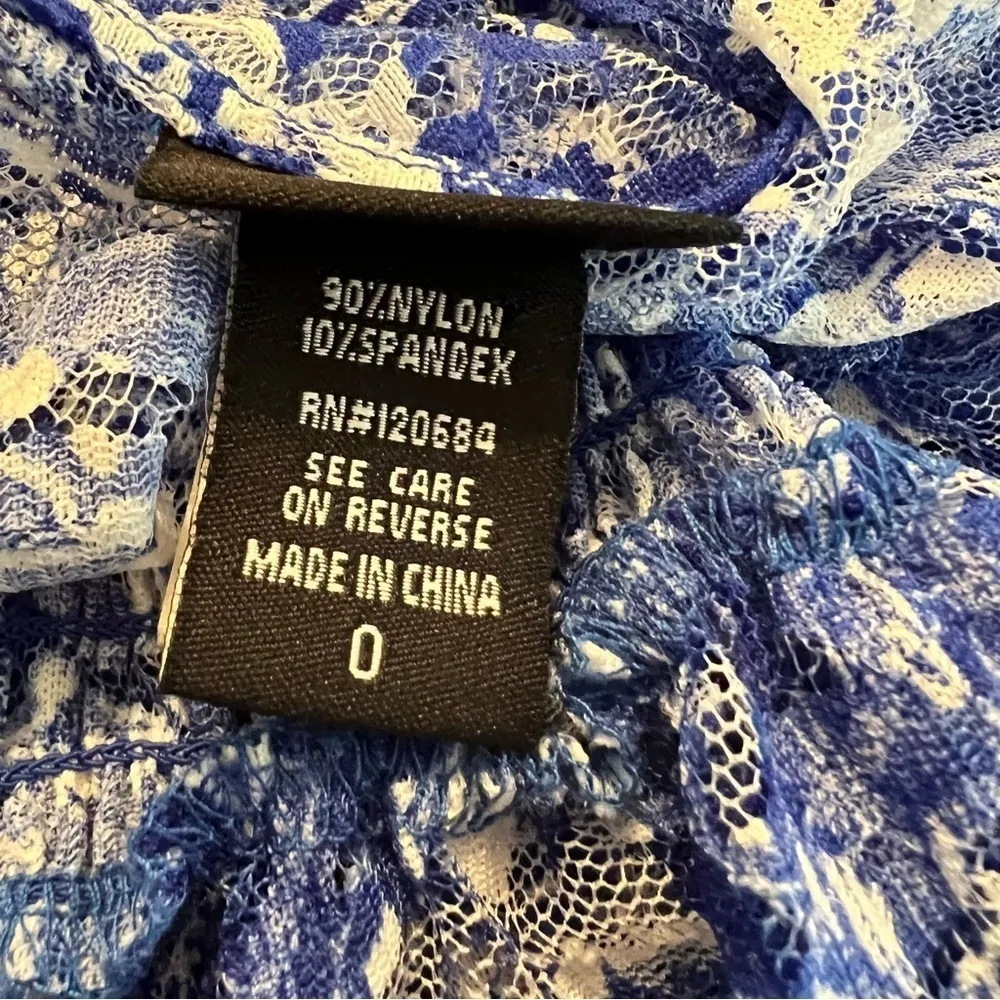 90%NYLON
10%SPANDEX
RN#120684
SEE CARE
ON REVERSE
MADE IN CHINA
0